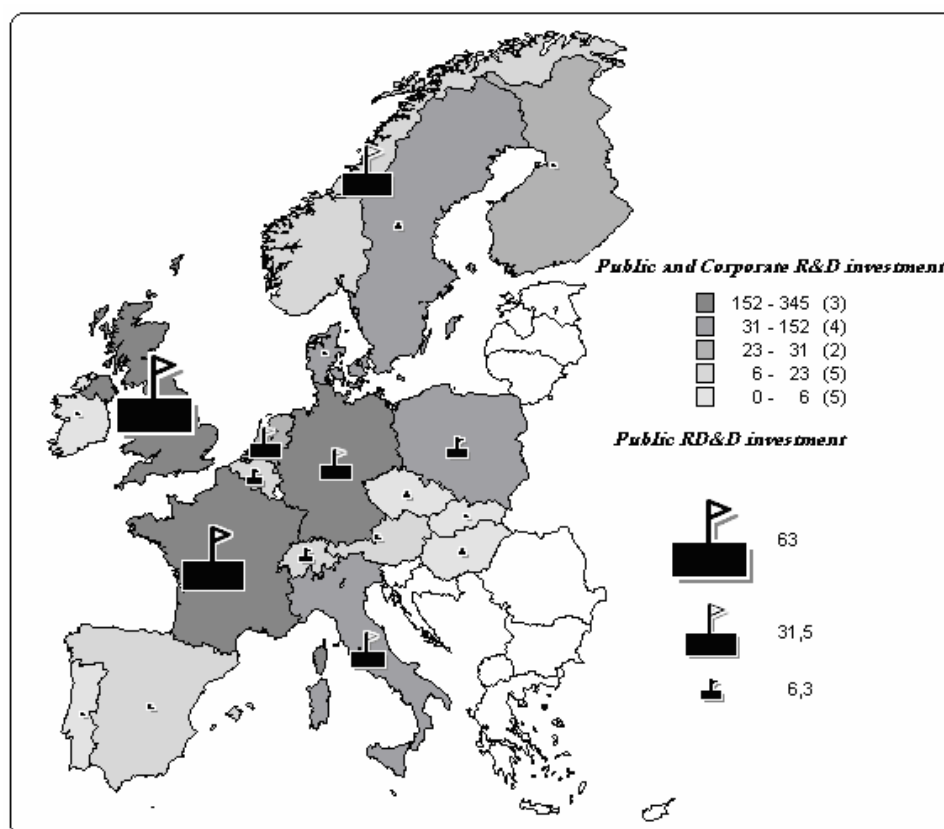 Public and Corporate R&D investment
152 - 345 (3)
31 - 152 (4)
23 - 31 (2)
6 - 23 (5)
0 - 6 (5)
Public RD&D investment
63
31,5
6,3